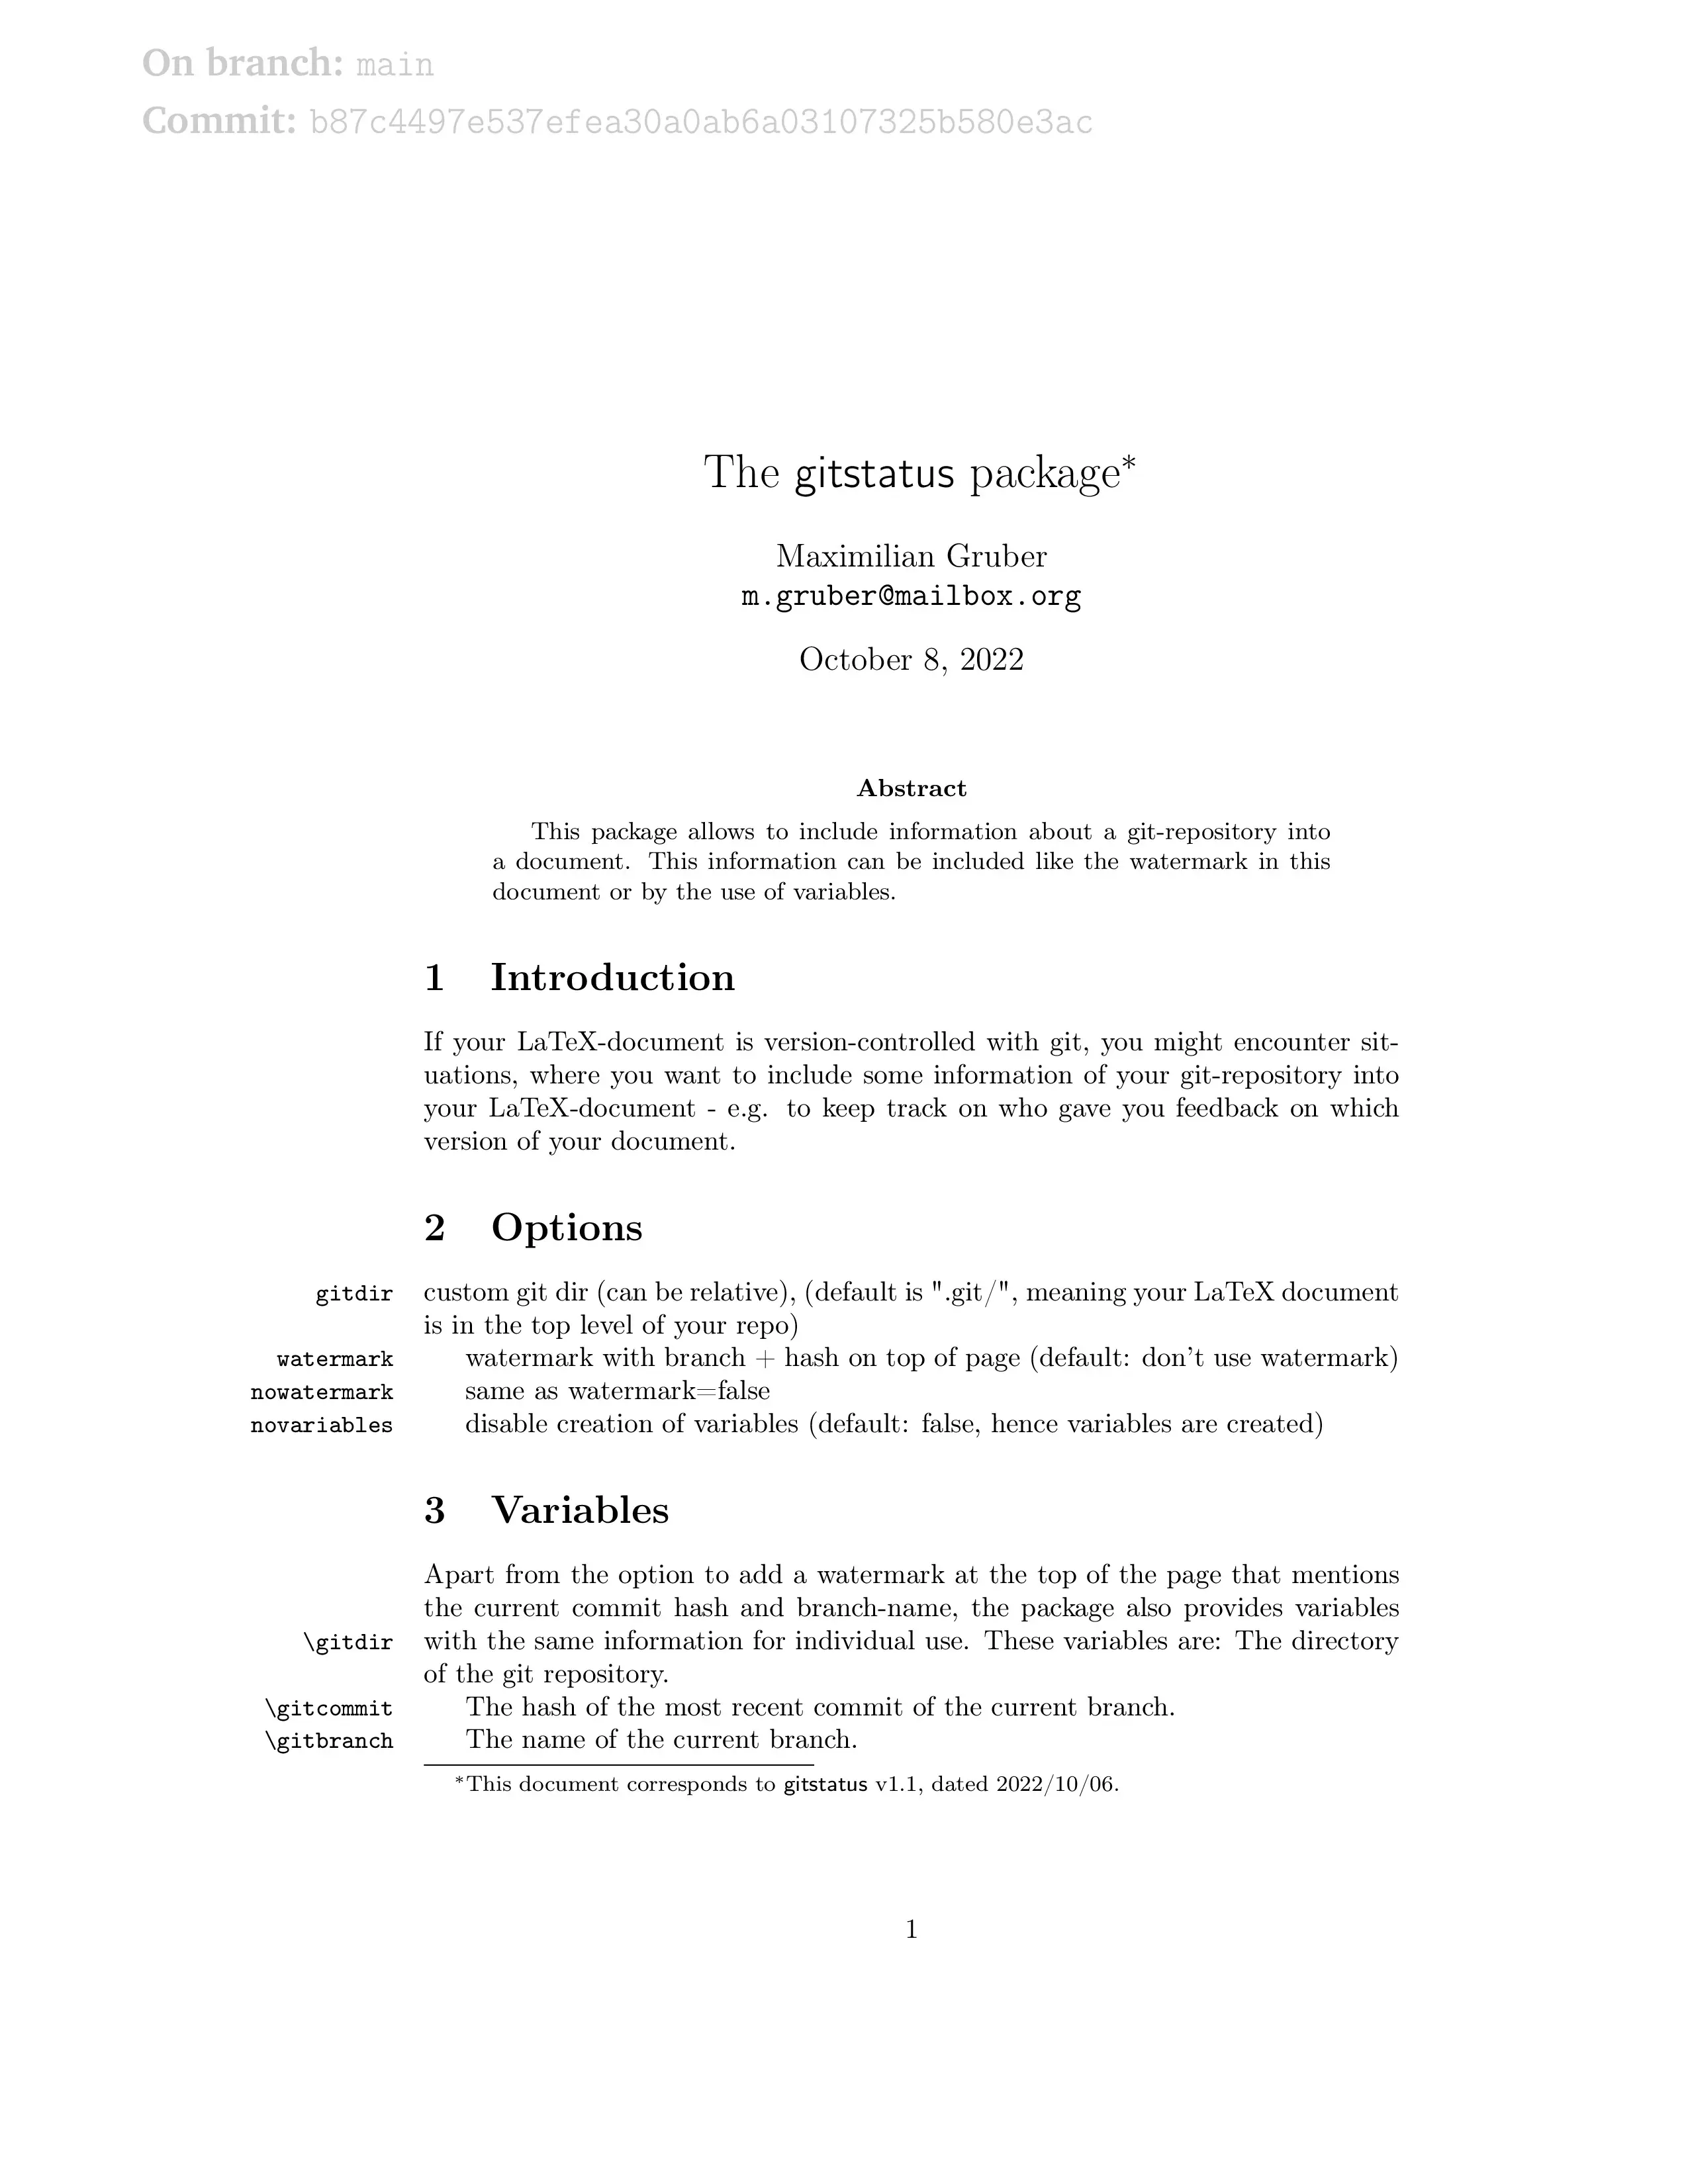 On branch: main
Commit: b87c4497e537efea30a0ab6a03107325b580e3ac
The gitstatus package*
Maximilian Gruber
m.gruber@mailbox.org
October 8, 2022
Abstract
This package allows to include information about a git-repository into
a document. This information can be included like the watermark in this
document or by the use of variables.
1 Introduction
If your LaTeX-document is version-controlled with git, you might encounter sit-
uations, where you want to include some information of your git-repository into
your LaTeX-document - e.g. to keep track on who gave you feedback on which
version of your document.
2 Options
gitdir custom git dir (can be relative), (default is ".git/", meaning your LaTeX document
is in the top level of your repo)
watermark watermark with branch + hash on top of page (default: don't use watermark)
nowatermark same as watermark=false
novariables disable creation of variables (default: false, hence variables are created)
3 Variables
Apart from the option to add a watermark at the top of the page that mentions
the current commit hash and branch-name, the package also provides variables
\gitdir with the same information for individual use. These variables are: The directory
of the git repository.
\gitcommit The hash of the most recent commit of the current branch.
\gitbranch The name of the current branch.
*This document corresponds to gitstatus v1.1, dated 2022/10/06.
1